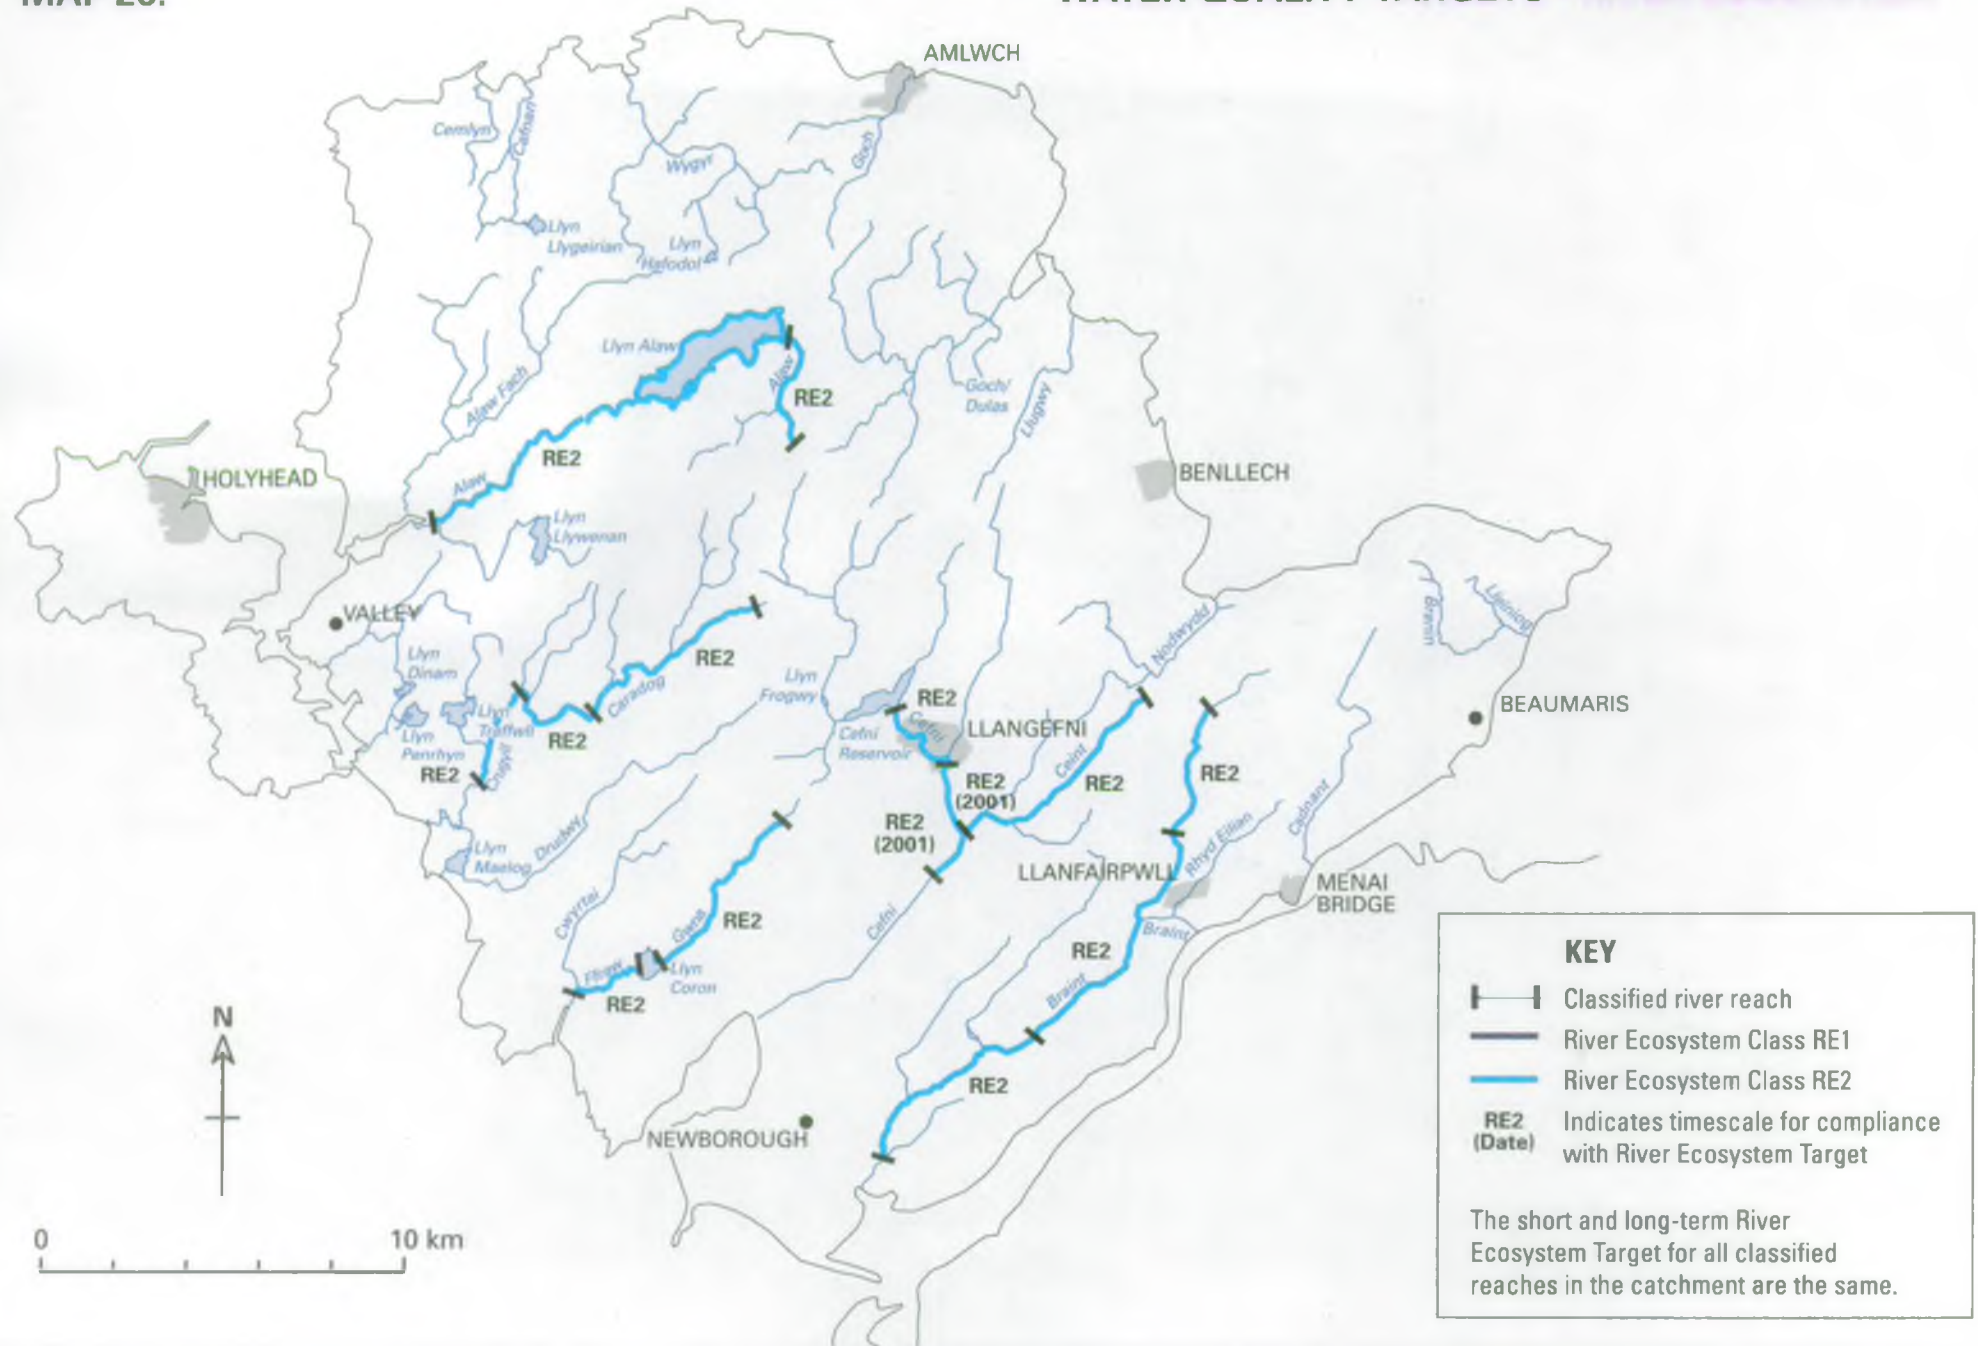 AMLWCH
Cemlyn
Cafnan
Wygyr
Goch
Llyn
Llygeirian
Llyn
Hafodol
Llyn Alaw
Alaw
RE2
Alaw Fach
Goch/
Dulas
Llugwy
HOLYHEAD
RE2
Alaw
BENLLECH
Llyn
Llywenan
VALLEY
Llyn
Dinam
RE2
Caradog
Llyn
Frogwy
Nodwydd
Brenin
Lleiniog
BEAUMARIS
Llyn
Traffwll
Llyn
Penrhyn
RE2
RE2
Crigyll
RE2
Cefni
LLANGEFNI
Cefni
Reservoir
Ceint
RE2
RE2
RE2
(2001)
RE2
(2001)
Cadnant
Rhyd Eilian
LLANFAIRPWLL
MENAI
BRIDGE
Llyn
Maelog
Drudwy
Cwyrtai
Gwna
RE2
Cefni
Braint
RE2
Braint
Ffraw
RE2
Llyn
Coron
RE2
NEWBOROUGH
N
0
10 km
KEY
Classified river reach
River Ecosystem Class RE1
River Ecosystem Class RE2
RE2
(Date)
Indicates timescale for compliance
with River Ecosystem Target
The short and long-term River
Ecosystem Target for all classified
reaches in the catchment are the same.